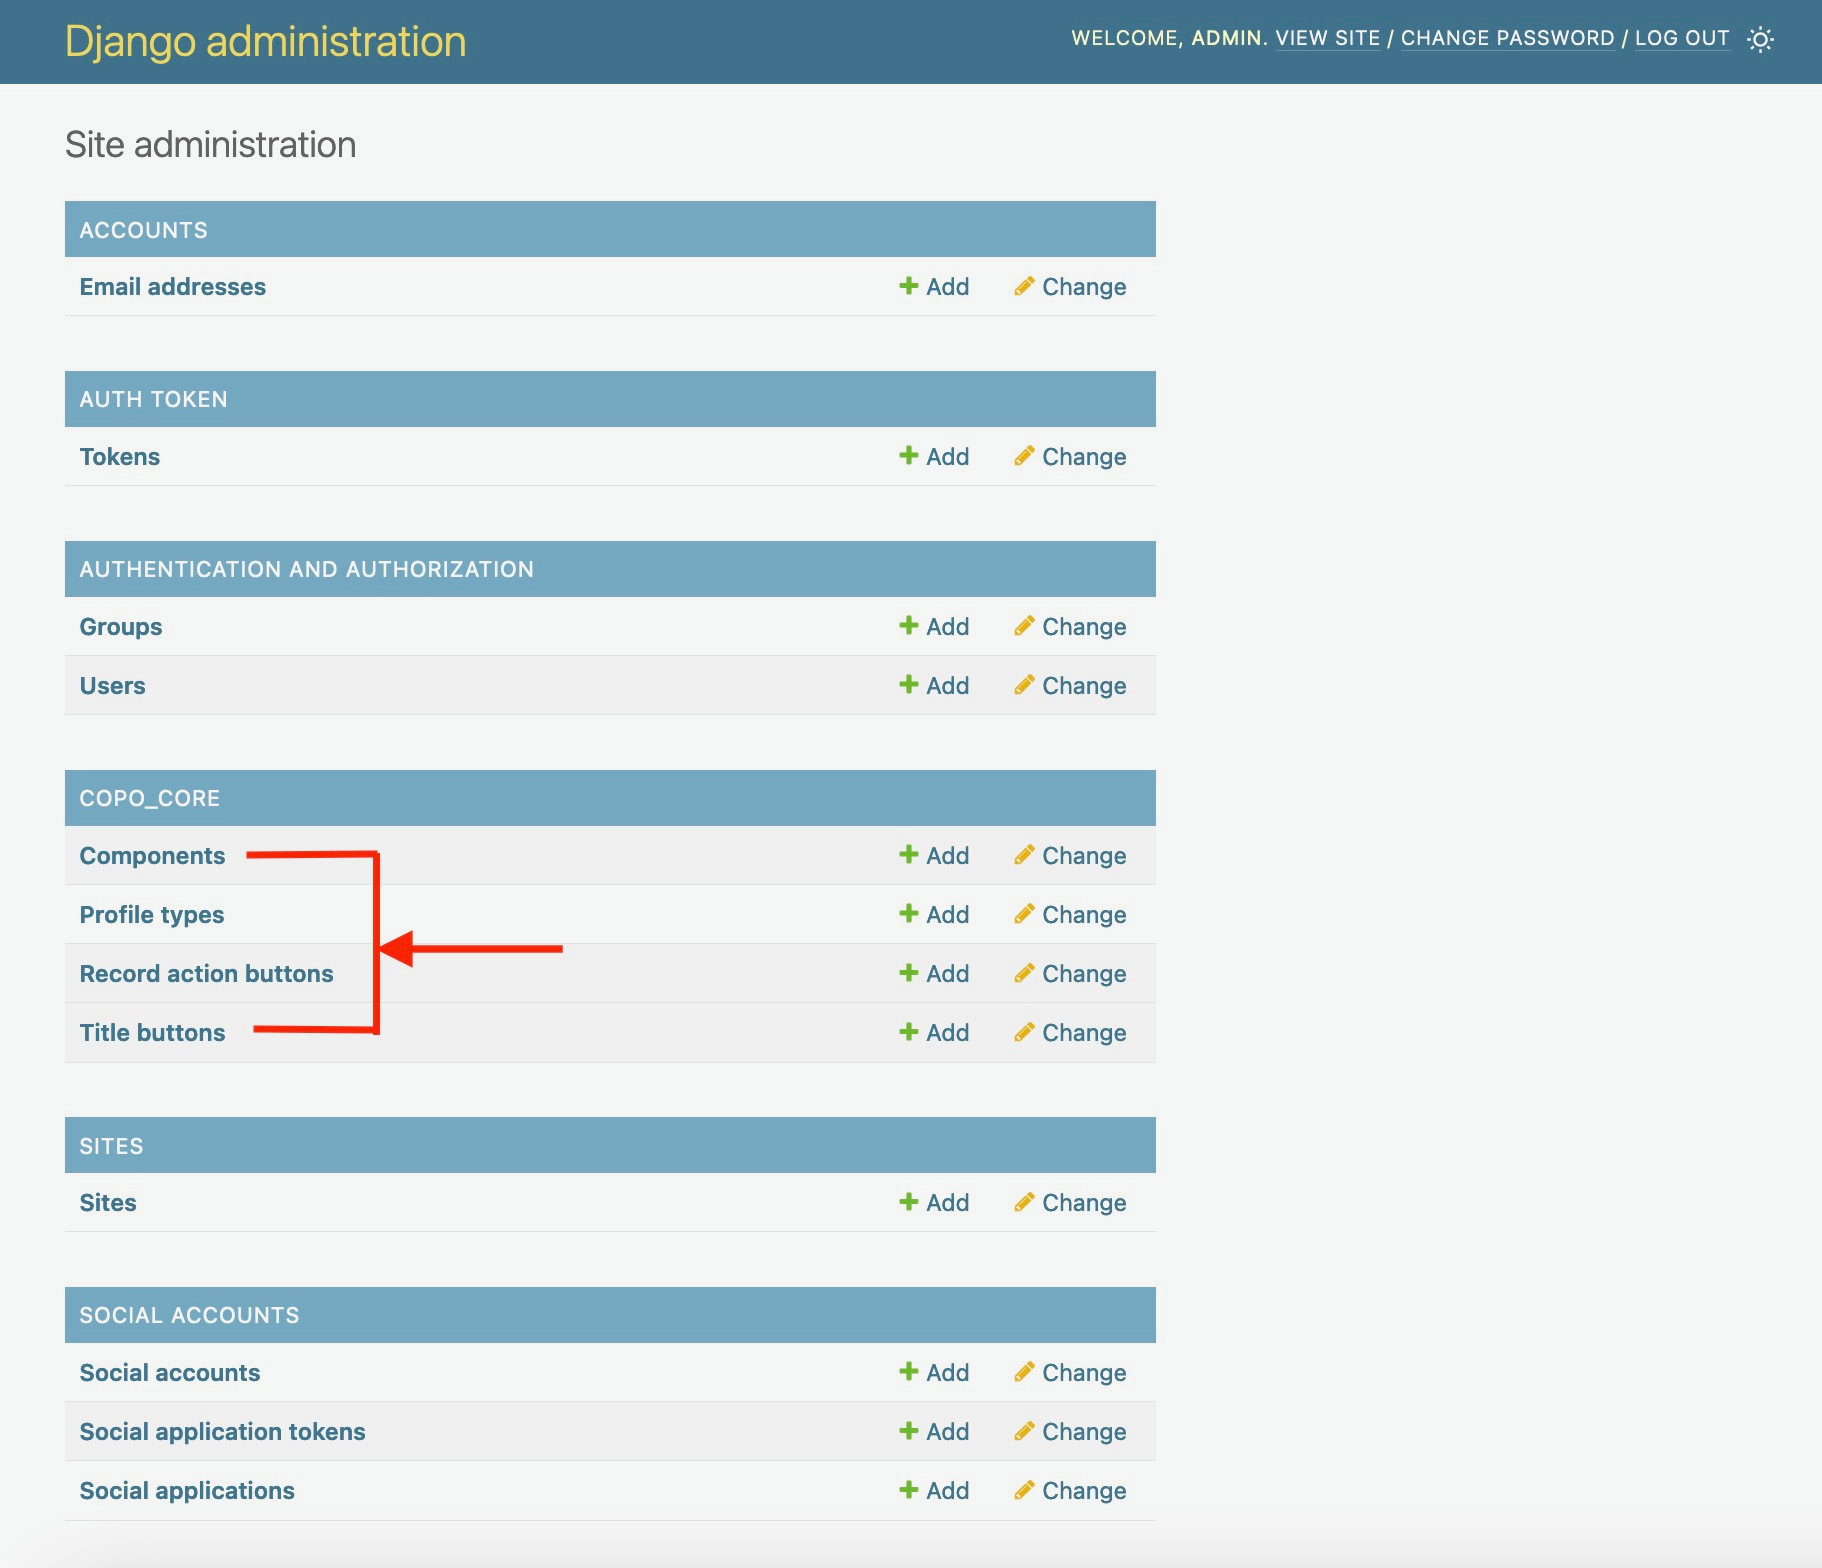 Django administration
WELCOME, ADMIN. VIEW SITE / CHANGE PASSWORD / LOG OUT
Site administration
ACCOUNTS
Email addresses Add Change
AUTH TOKEN
Tokens Add Change
AUTHENTICATION AND AUTHORIZATION
Groups Add Change
Users Add Change
COPO_CORE
Components Add Change
Profile types Add Change
Record action buttons Add Change
Title buttons Add Change
SITES
Sites Add Change
SOCIAL ACCOUNTS
Social accounts Add Change
Social application tokens Add Change
Social applications Add Change